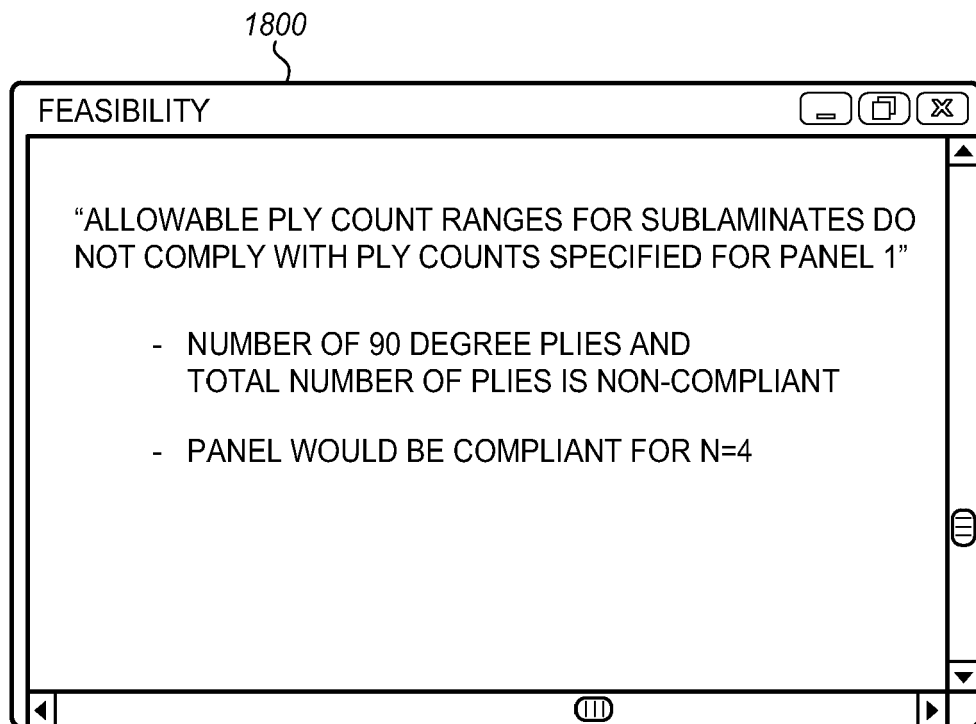 1800
FEASIBILITY
“ALLOWABLE PLY COUNT RANGES FOR SUBLAMINATES DO
NOT COMPLY WITH PLY COUNTS SPECIFIED FOR PANEL 1”
- NUMBER OF 90 DEGREE PLIES AND
TOTAL NUMBER OF PLIES IS NON-COMPLIANT
- PANEL WOULD BE COMPLIANT FOR N=4